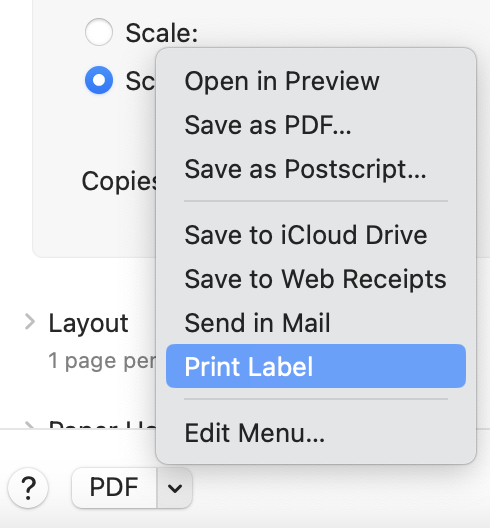 Scale:
Sc
Open in Preview
Save as PDF...
Save as Postscript...
Copies
Save to iCloud Drive
Save to Web Receipts
Layout
Send in Mail
1 page per
Print Label
Edit Menu...
?
PDF